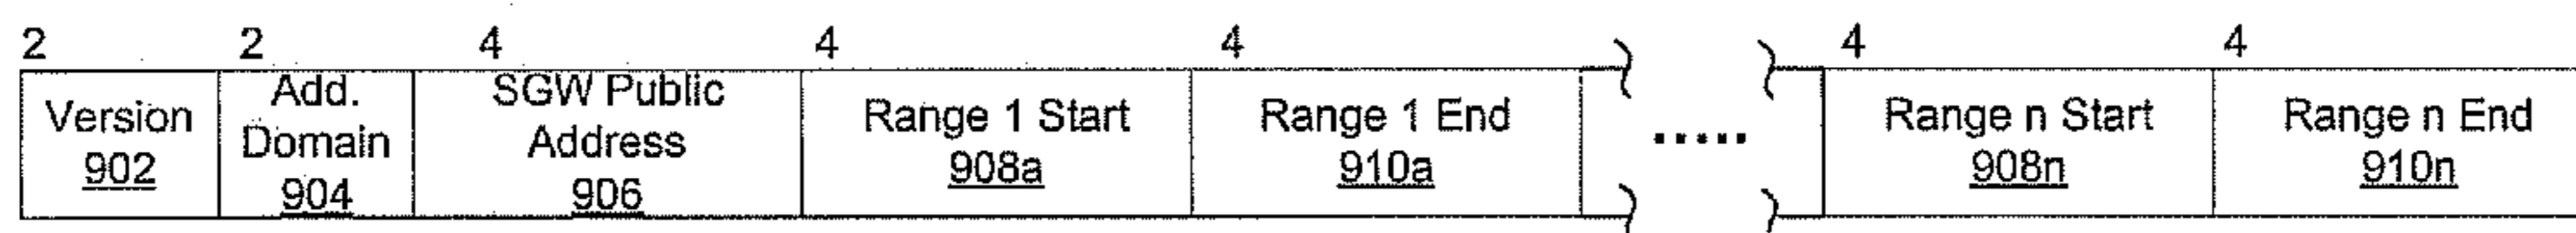 2 2 4 4 4 4 4
Version
902
Add.
Domain
904
SGW Public
Address
906
Range 1 Start
908a
Range 1 End
910a
.....
Range n Start
908n
Range n End
910n